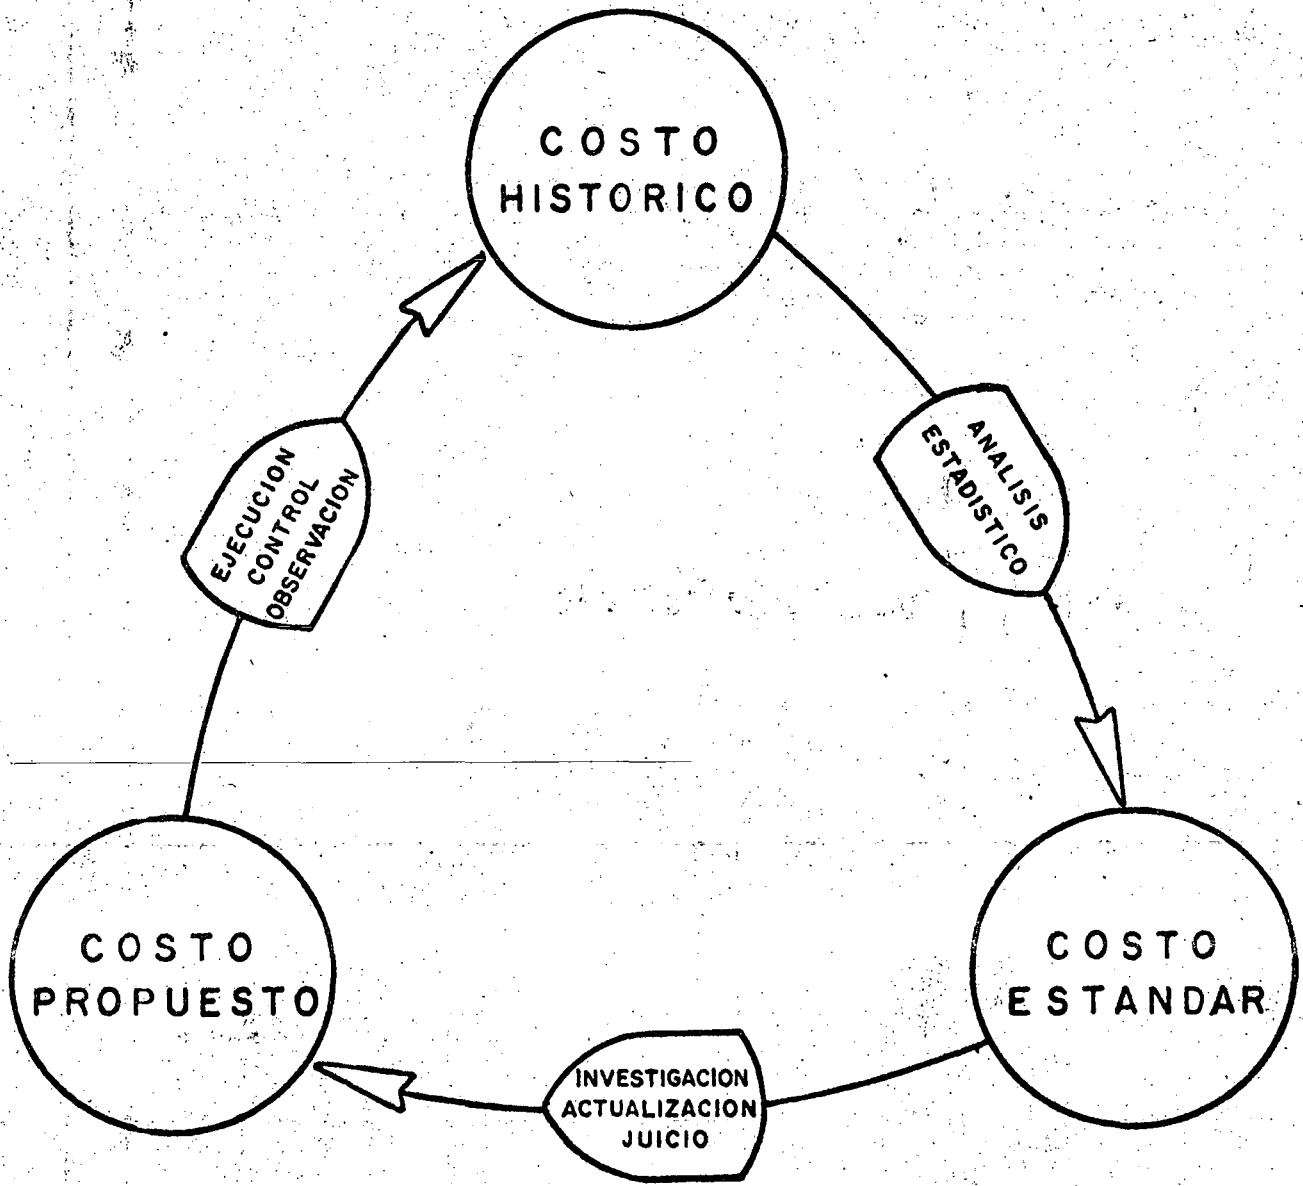 COSTO
HISTORICO
ANALISIS
ESTADISTICO
EJECUCION
CONTROL
OBSERVACION
COSTO
PROPUESTO
COSTO
ESTANDAR
INVESTIGACION
ACTUALIZACION
JUICIO